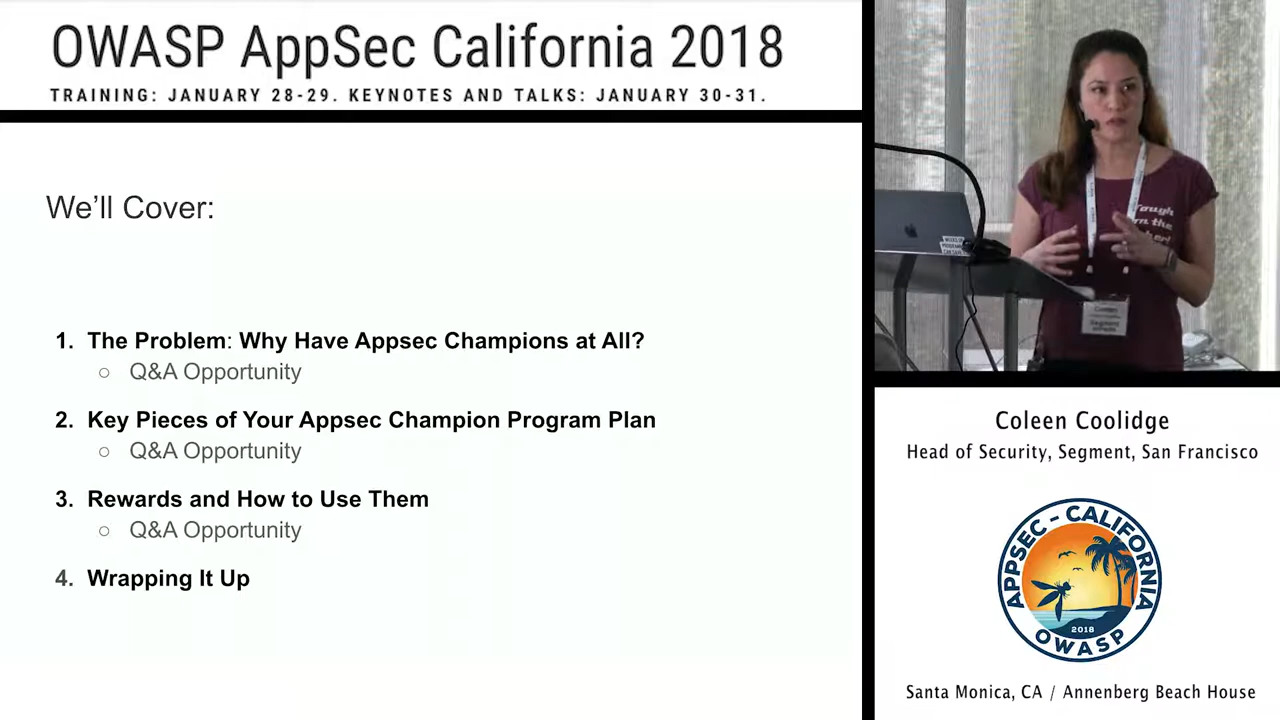 OWASP AppSec California 2018
TRAINING: JANUARY 28-29. KEYNOTES AND TALKS: JANUARY 30-31.
We'll Cover:
1. The Problem: Why Have Appsec Champions at All?
○ Q&A Opportunity
2. Key Pieces of Your Appsec Champion Program Plan
○ Q&A Opportunity
3. Rewards and How to Use Them
○ Q&A Opportunity
4. Wrapping It Up
Segment
Coleen Coolidge
Head of Security, Segment, San Francisco
APPSEC - CALIFORNIA
2018
OWASP
Santa Monica, CA / Annenberg Beach House